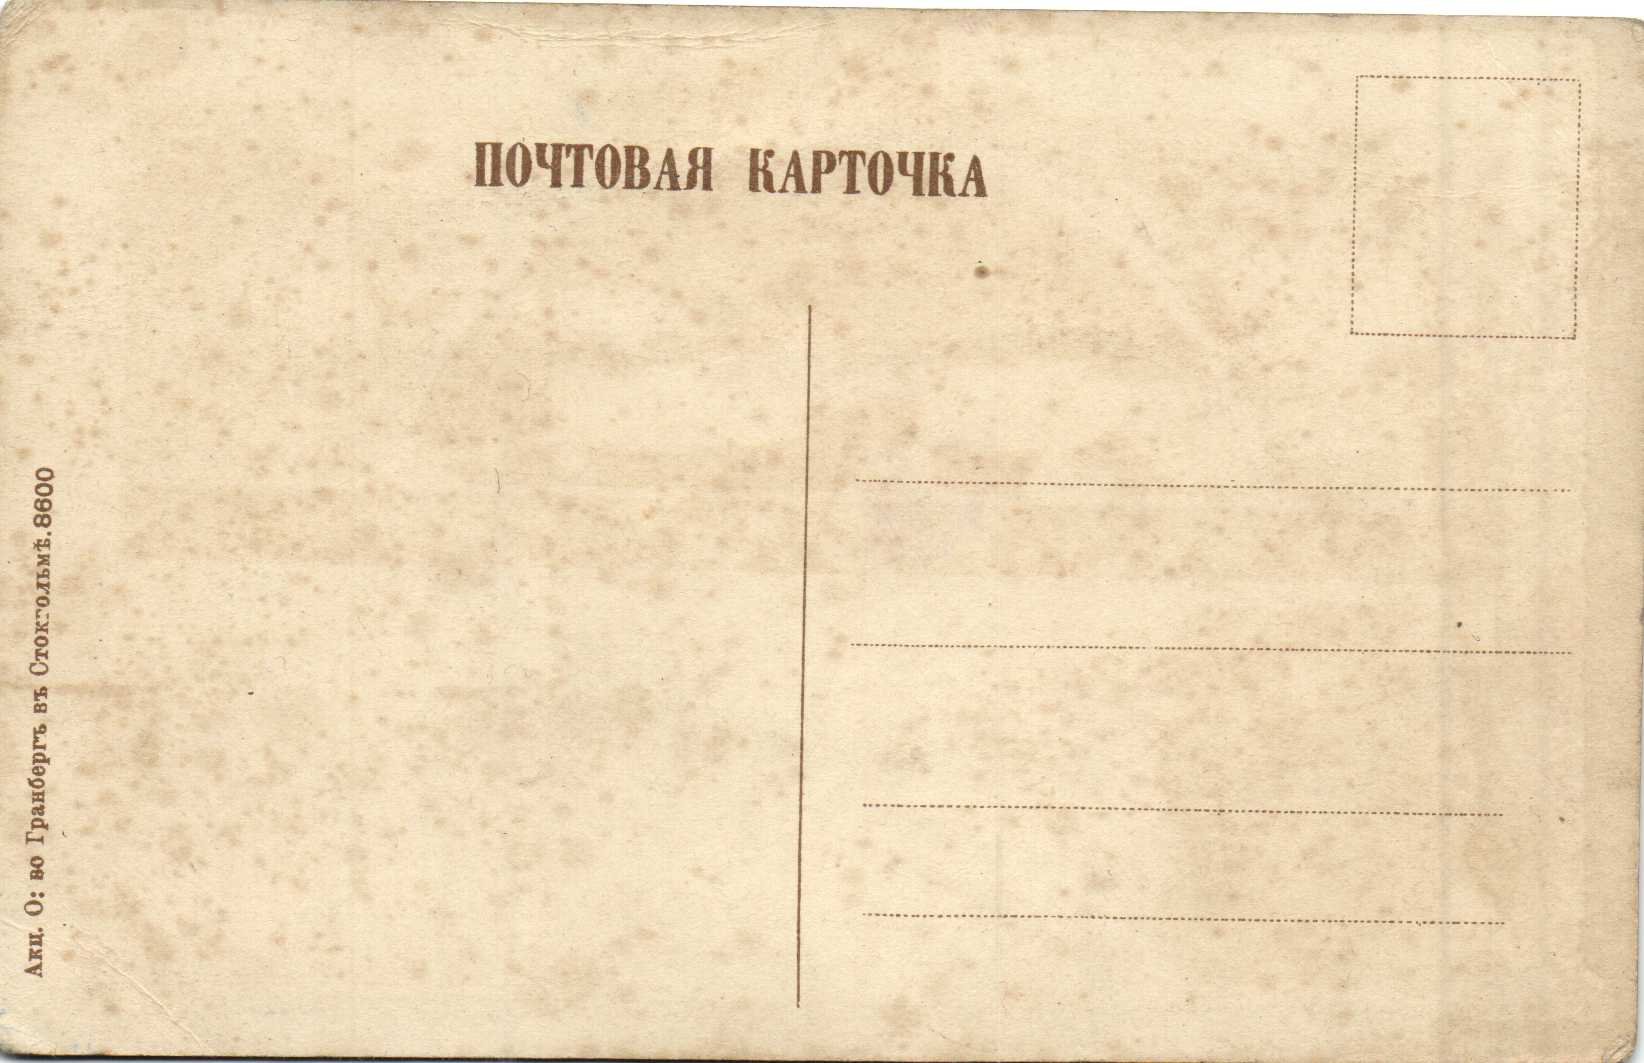 ПОЧТОВАЯ КАРТОЧКА
Акц. О: во Гранбергъ въ Стокгольмѣ. 8600